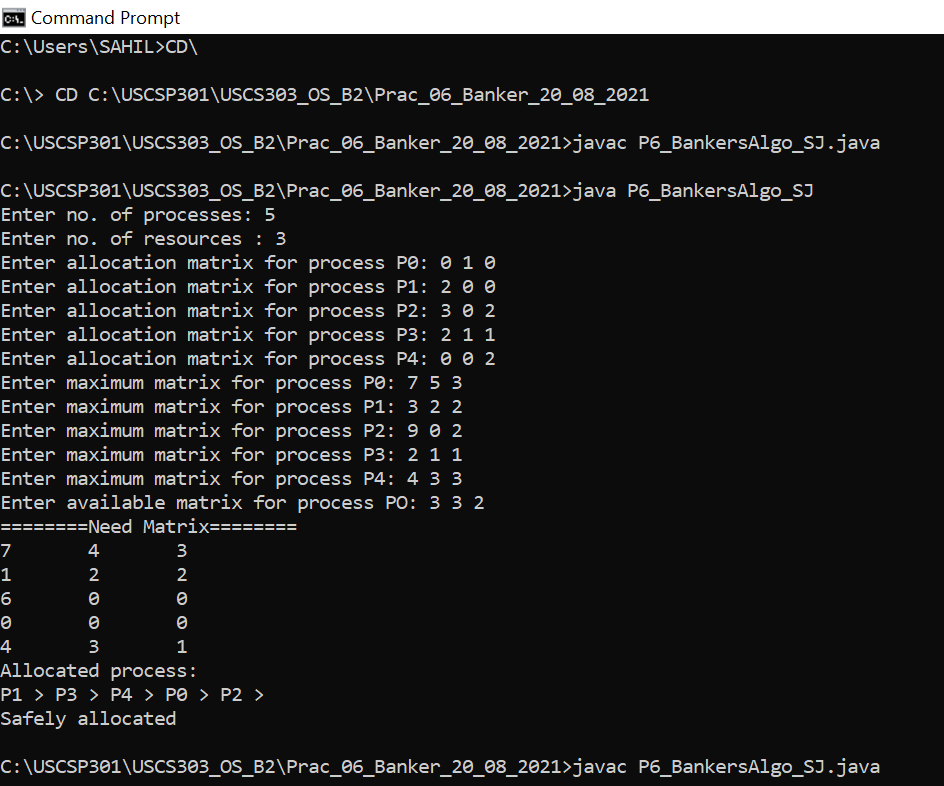 Command Prompt
C:\Users\SAHIL>CD\
C:\> CD C:\USCSP301\USCS303_OS_B2\Prac_06_Banker_20_08_2021
C:\USCSP301\USCS303_OS_B2\Prac_06_Banker_20_08_2021>javac P6_BankersAlgo_SJ.java
C:\USCSP301\USCS303_OS_B2\Prac_06_Banker_20_08_2021>java P6_BankersAlgo_SJ
Enter no. of processes: 5
Enter no. of resources : 3
Enter allocation matrix for process P0: 0 1 0
Enter allocation matrix for process P1: 2 0 0
Enter allocation matrix for process P2: 3 0 2
Enter allocation matrix for process P3: 2 1 1
Enter allocation matrix for process P4: 0 0 2
Enter maximum matrix for process P0: 7 5 3
Enter maximum matrix for process P1: 3 2 2
Enter maximum matrix for process P2: 9 0 2
Enter maximum matrix for process P3: 2 1 1
Enter maximum matrix for process P4: 4 3 3
Enter available matrix for process PO: 3 3 2
========Need Matrix========
7 4 3
1 2 2
6 0 0
0 0 0
4 3 1
Allocated process:
P1 > P3 > P4 > P0 > P2 >
Safely allocated
C:\USCSP301\USCS303_OS_B2\Prac_06_Banker_20_08_2021>javac P6_BankersAlgo_SJ.java